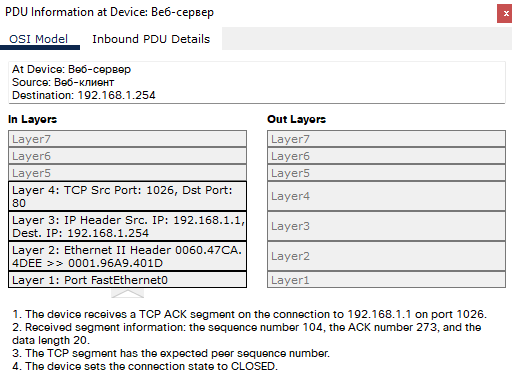 PDU Information at Device: Веб-сервер
x
OSI Model
Inbound PDU Details
At Device: Веб-сервер
Source: Веб-клиент
Destination: 192.168.1.254
In Layers
Layer7
Layer6
Layer5
Layer 4: TCP Src Port: 1026, Dst Port:
80
Layer 3: IP Header Src. IP: 192.168.1.1,
Dest. IP: 192.168.1.254
Layer 2: Ethernet II Header 0060.47CA.
4DEE >> 0001.96A9.401D
Layer 1: Port FastEthernet0
Out Layers
Layer7
Layer6
Layer5
Layer4
Layer3
Layer2
Layer1
1. The device receives a TCP ACK segment on the connection to 192.168.1.1 on port 1026.
2. Received segment information: the sequence number 104, the ACK number 273, and the
data length 20.
3. The TCP segment has the expected peer sequence number.
4. The device sets the connection state to CLOSED.